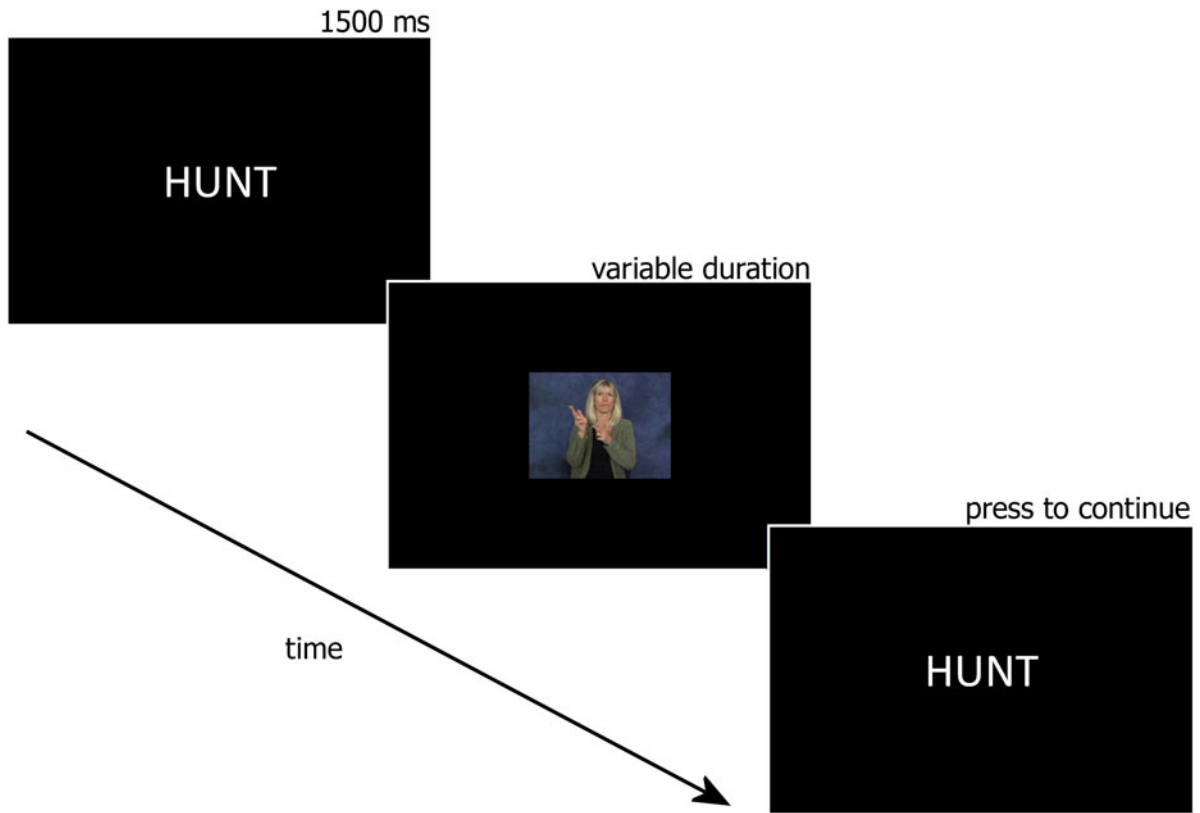 1500 ms
HUNT
variable duration
press to continue
time
HUNT